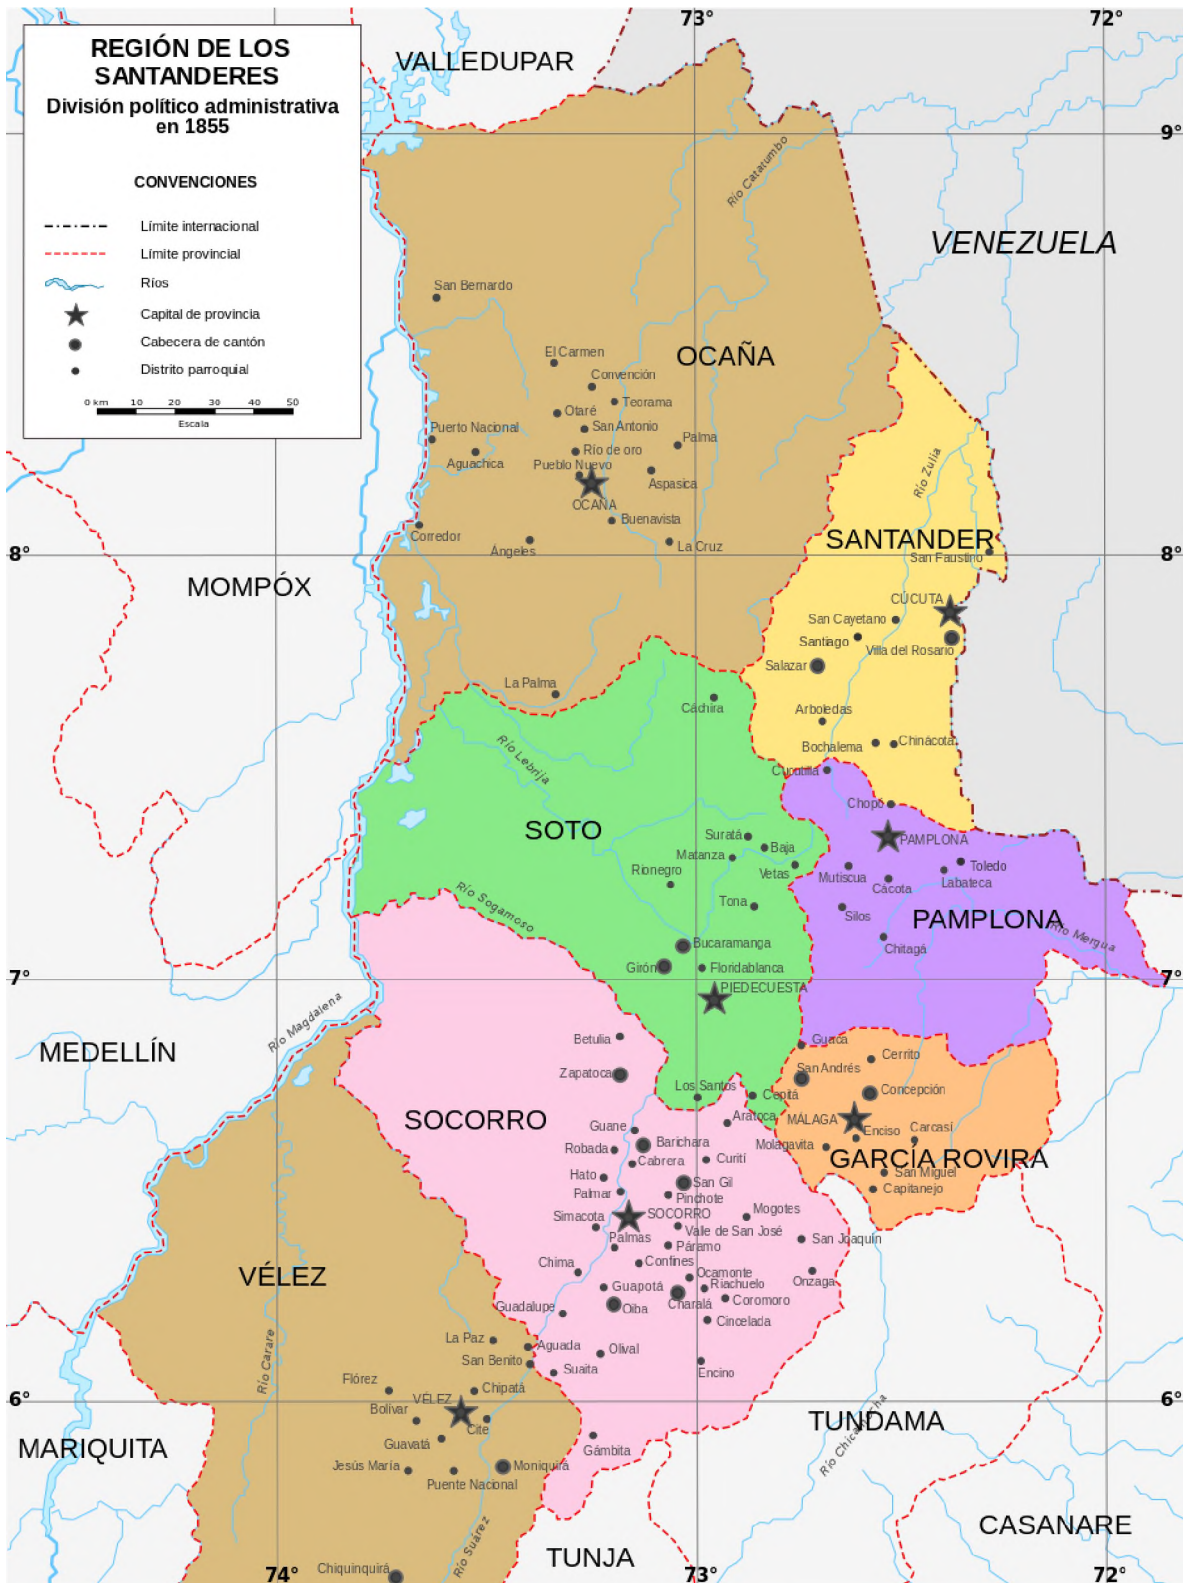 73°
72°
REGIÓN DE LOS
SANTANDERES
División político administrativa
en 1855
CONVENCIONES
Límite internacional
Límite provincial
Ríos
Capital de provincia
Cabecera de cantón
Distrito parroquial
0 km 10 20 30 40 50
Escala
VALLEDUPAR
9°
9°
Río Catatumbo
VENEZUELA
San Bernardo
El Carmen
OCAÑA
Convención
Teorama
Otaré
San Antonio
Puerto Nacional
Palma
Río de oro
Aguachica
Pueblo Nuevo
Aspasica
OCAÑA
Buenavista
Corredor
Ángeles
La Cruz
Río Zulia
SANTANDER
San Faustino
8°
8°
MOMPÓX
CÚCUTA
San Cayetano
Santiago
Villa del Rosario
Salazar
La Palma
Cáchira
Arboledas
Bochalema
Chinácota
Río Lebrija
Cucutilla
Chopo
SOTO
Suratá
Baja
PAMPLONA
Matanza
Vetas
Rionegro
Mutiscua
Toledo
Labateca
Cácota
Río Sogamoso
Tona
Silos
PAMPLONA
Río Mergua
Chitagá
Bucaramanga
Girón
Floridablanca
PIEDECUESTA
7°
7°
Río Magdalena
MEDELLÍN
Betulia
Guaca
Cerrito
Zapatoca
San Andrés
Los Santos
Cepitá
Concepción
SOCORRO
Aratoca
MÁLAGA
Guane
Enciso
Carcasí
Robada
Barichara
Molagavita
Cabrera
Curití
GARCÍA ROVIRA
Hato
San Gil
San Miguel
Palmar
Pinchote
Capitanejo
Simacota
SOCORRO
Mogotes
Valle de San José
Palmas
Páramo
San Joaquín
Chima
Confines
VÉLEZ
Ocamonte
Onzaga
Guapotá
Riachuelo
Guadalupe
Oiba
Charalá
Coromoro
Cincelada
Río Carare
La Paz
Aguada
Olival
San Benito
Suaita
Encino
Flórez
Chipatá
VÉLEZ
6°
6°
Bolívar
Cite
TUNDAMA
MARIQUITA
Guavatá
Gámbita
Río Chicamocha
Jesús María
Moniquirá
Puente Nacional
CASANARE
Río Suárez
TUNJA
Chiquinquirá
74°
73°
72°